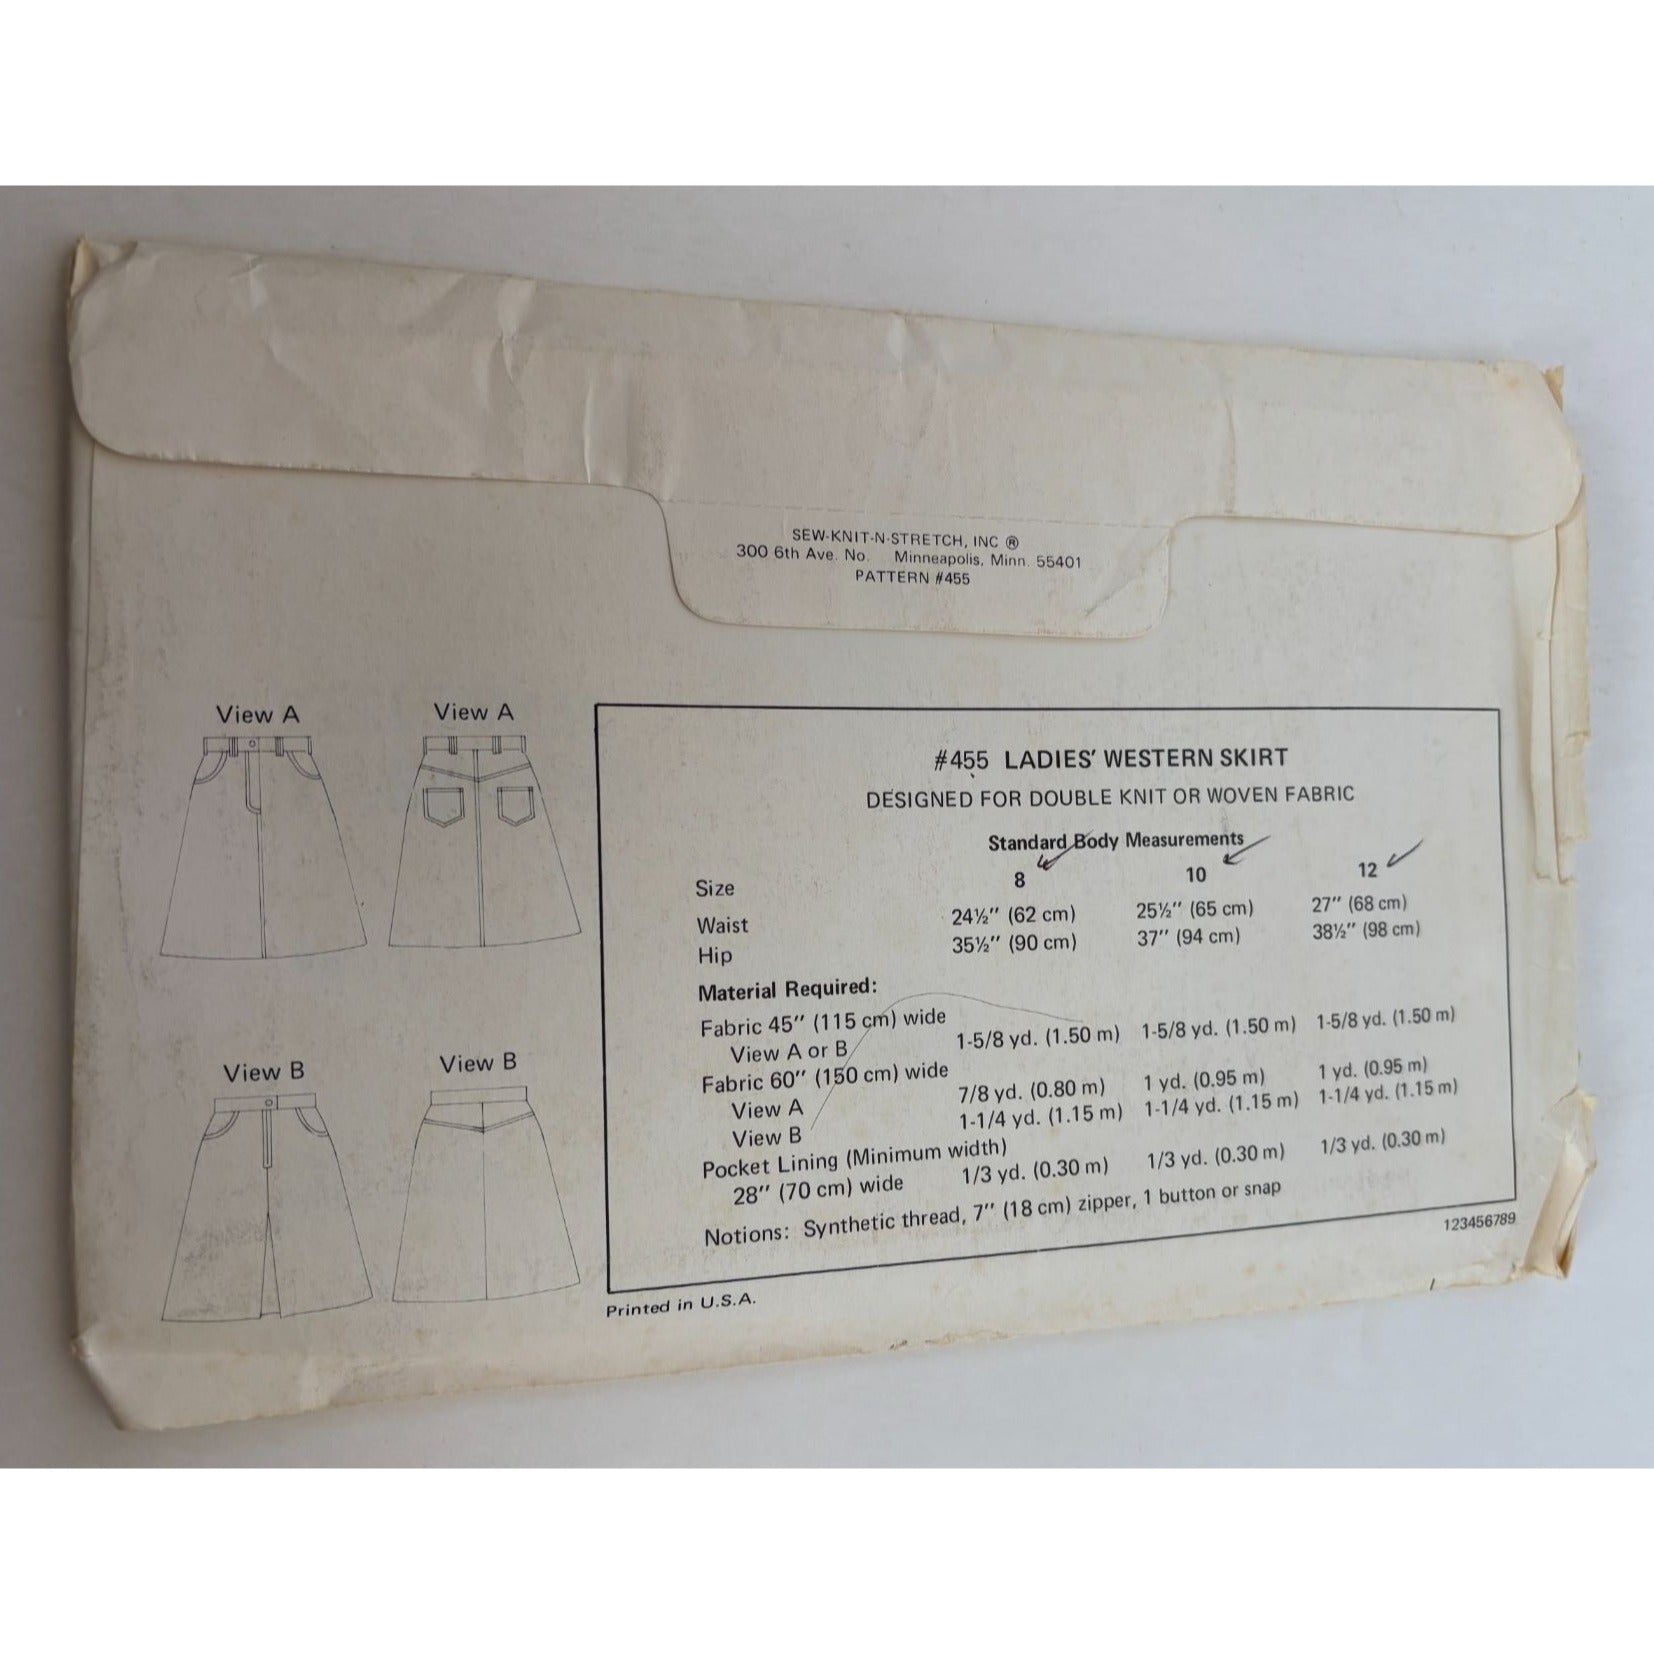 SEW-KNIT-N-STRETCH, INC ®
300 6th Ave. No. Minneapolis, Minn. 55401
PATTERN #455
View A
View A
View B
View B
#455 LADIES' WESTERN SKIRT
DESIGNED FOR DOUBLE KNIT OR WOVEN FABRIC
Standard Body Measurements
Size 8 10 12
Waist 24½" (62 cm) 25½" (65 cm) 27" (68 cm)
Hip 35½" (90 cm) 37" (94 cm) 38½" (98 cm)
Material Required:
Fabric 45" (115 cm) wide
View A or B 1-5/8 yd. (1.50 m) 1-5/8 yd. (1.50 m) 1-5/8 yd. (1.50 m)
Fabric 60" (150 cm) wide
View A 7/8 yd. (0.80 m) 1 yd. (0.95 m) 1 yd. (0.95 m)
View B 1-1/4 yd. (1.15 m) 1-1/4 yd. (1.15 m) 1-1/4 yd. (1.15 m)
Pocket Lining (Minimum width)
28" (70 cm) wide 1/3 yd. (0.30 m) 1/3 yd. (0.30 m) 1/3 yd. (0.30 m)
Notions: Synthetic thread, 7" (18 cm) zipper, 1 button or snap
123456789
Printed in U.S.A.